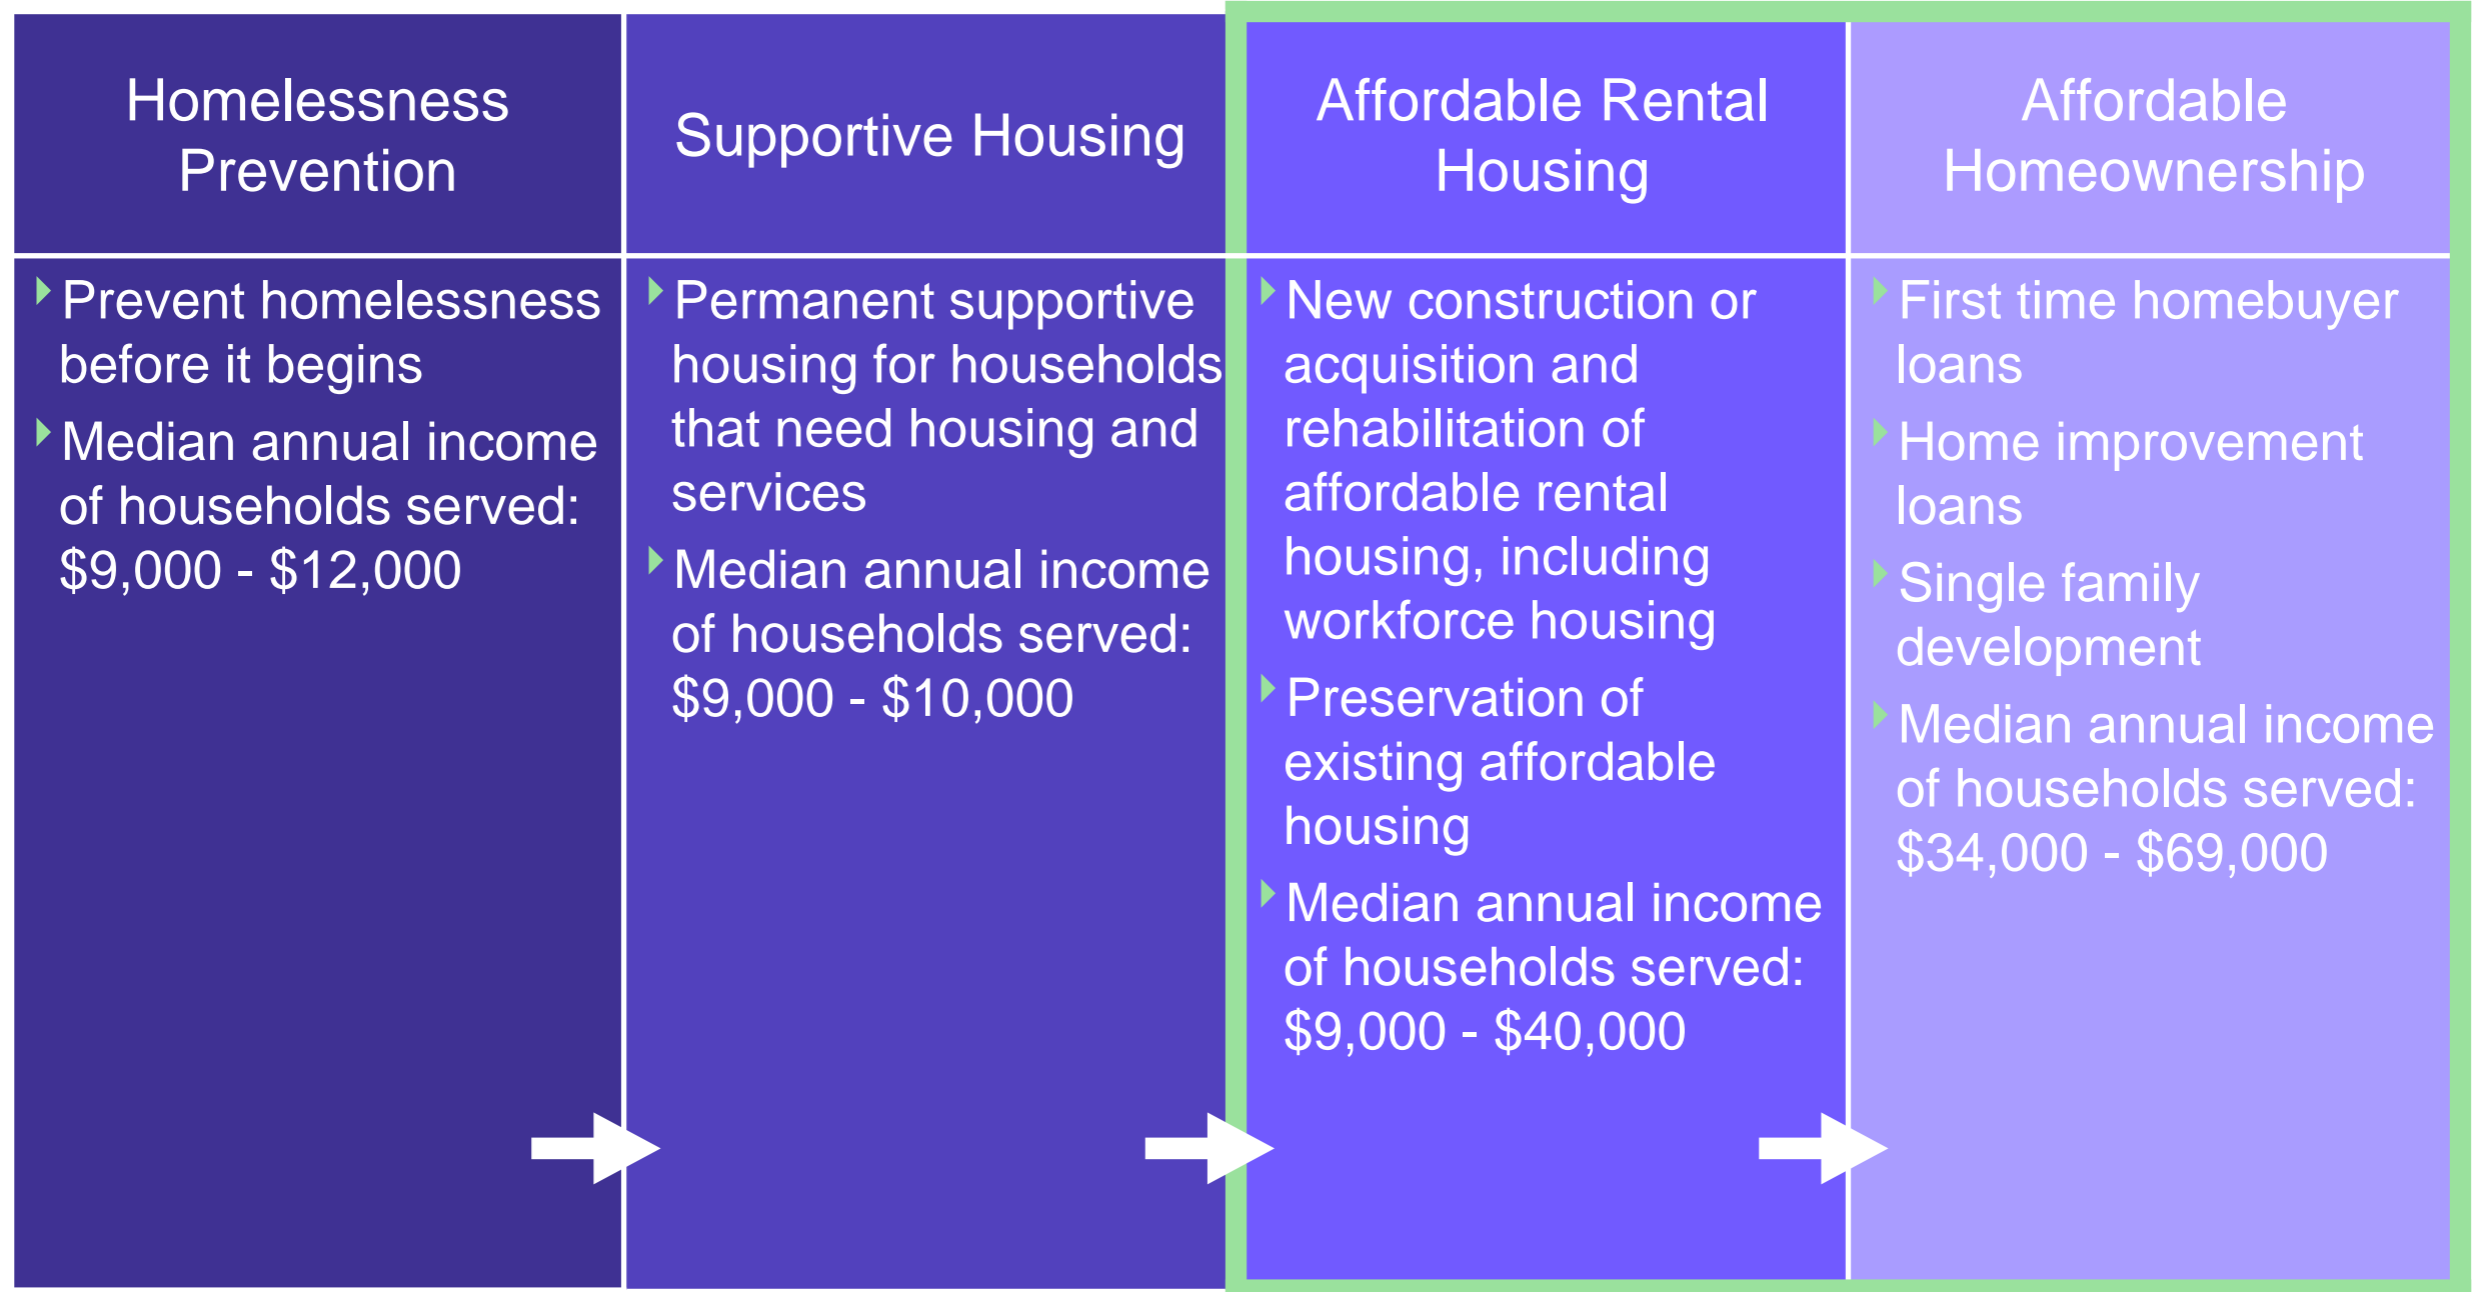 Homelessness
Prevention
Supportive Housing
Affordable Rental
Housing
Affordable
Homeownership
Prevent homelessness
before it begins
Median annual income
of households served:
$9,000 - $12,000
Permanent supportive
housing for households
that need housing and
services
Median annual income
of households served:
$9,000 - $10,000
New construction or
acquisition and
rehabilitation of
affordable rental
housing, including
workforce housing
Preservation of
existing affordable
housing
Median annual income
of households served:
$9,000 - $40,000
First time homebuyer
loans
Home improvement
loans
Single family
development
Median annual income
of households served:
$34,000 - $69,000